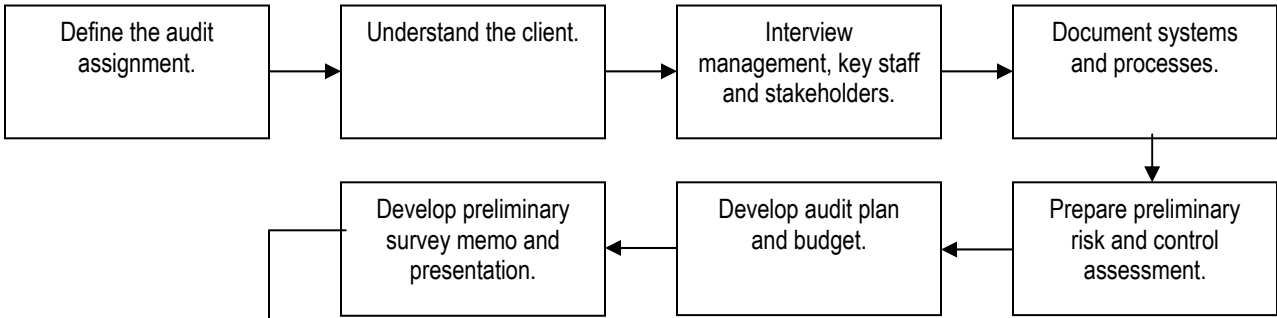 Define the audit
assignment.
Understand the client.
Interview
management, key staff
and stakeholders.
Document systems
and processes.
Prepare preliminary
risk and control
assessment.
Develop audit plan
and budget.
Develop preliminary
survey memo and
presentation.